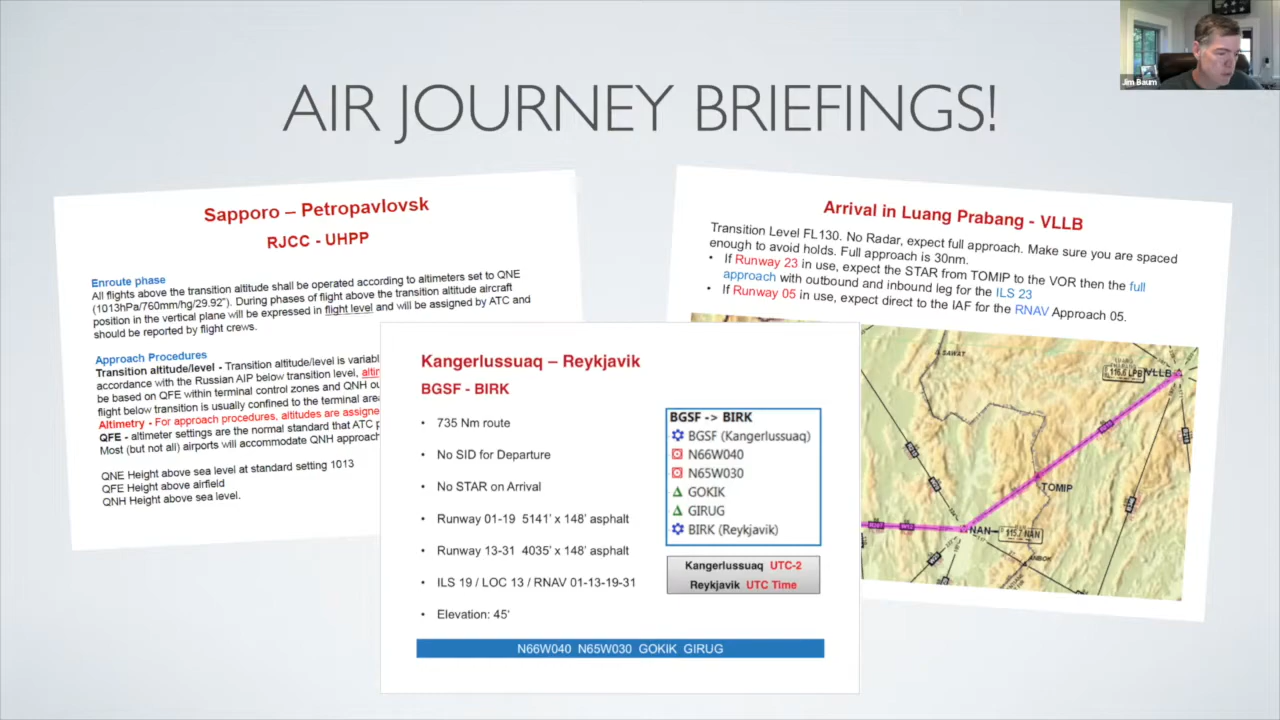 Jim Baum
AIR JOURNEY BRIEFINGS!
Sapporo – Petropavlovsk
RJCC - UHPP
Enroute phase
All flights above the transition altitude shall be operated according to altimeters set to QNE
(1013hPa/760mm/hg/29.92"). During phases of flight above the transition altitude aircraft
position in the vertical plane will be expressed in flight level and will be assigned by ATC and
should be reported by flight crews.
Approach Procedures
Transition altitude/level - Transition altitude/level is variabl
accordance with the Russian AIP below transition level, altin
be based on QFE within terminal control zones and QNH ou
flight below transition is usually confined to the terminal area
Altimetry - For approach procedures, altitudes are assigne
QFE - altimeter settings are the normal standard that ATC p
Most (but not all) airports will accommodate QNH approach
QNE Height above sea level at standard setting 1013
QFE Height above airfield
QNH Height above sea level.
Kangerlussuaq – Reykjavik
BGSF - BIRK
• 735 Nm route
• No SID for Departure
• No STAR on Arrival
• Runway 01-19 5141' x 148' asphalt
• Runway 13-31 4035' x 148' asphalt
• ILS 19 / LOC 13 / RNAV 01-13-19-31
• Elevation: 45'
BGSF -> BIRK
BGSF (Kangerlussuaq)
N66W040
N65W030
GOKIK
GIRUG
BIRK (Reykjavik)
Kangerlussuaq UTC-2
Reykjavik UTC Time
N66W040 N65W030 GOKIK GIRUG
Arrival in Luang Prabang - VLLB
Transition Level FL130. No Radar, expect full approach. Make sure you are spaced
enough to avoid holds. Full approach is 30nm.
• If Runway 23 in use, expect the STAR from TOMIP to the VOR then the full
approach with outbound and inbound leg for the ILS 23
• If Runway 05 in use, expect direct to the IAF for the RNAV Approach 05.
SAWAT
116.6 LPB
VLLB
TOMIP
NAN
115.7 NAN